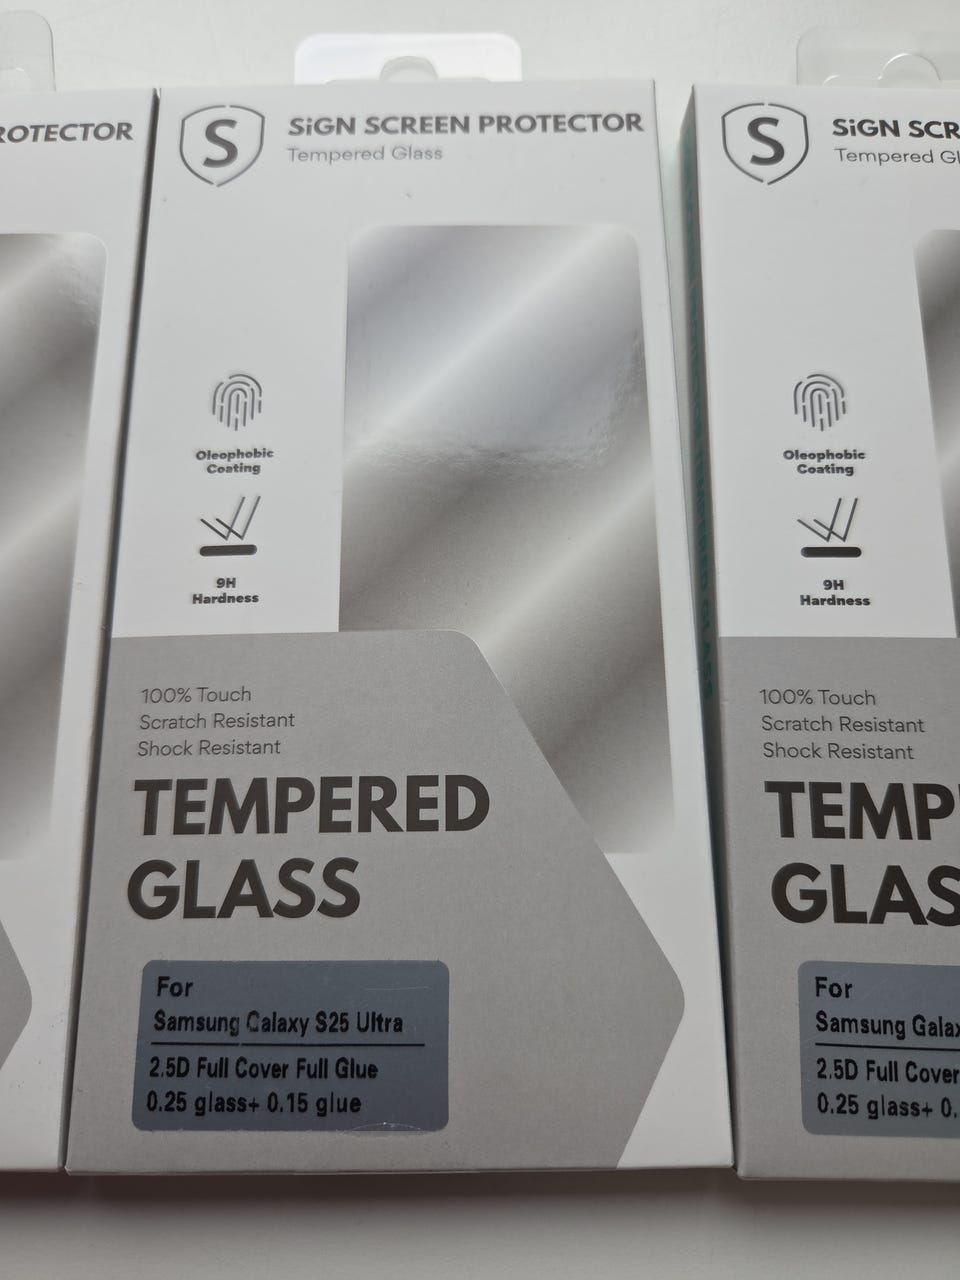 ROTECTOR
S
SiGN SCREEN PROTECTOR
Tempered Glass
Oleophobic
Coating
9H
Hardness
100% Touch
Scratch Resistant
Shock Resistant
TEMPERED
GLASS
For
Samsung Galaxy S25 Ultra
2.5D Full Cover Full Glue
0.25 glass+ 0.15 glue
S
SiGN SCR
Tempered Gl
Oleophobic
Coating
9H
Hardness
100% Touch
Scratch Resistant
Shock Resistant
TEMP
GLAS
For
Samsung Galax
2.5D Full Cover
0.25 glass+ 0.